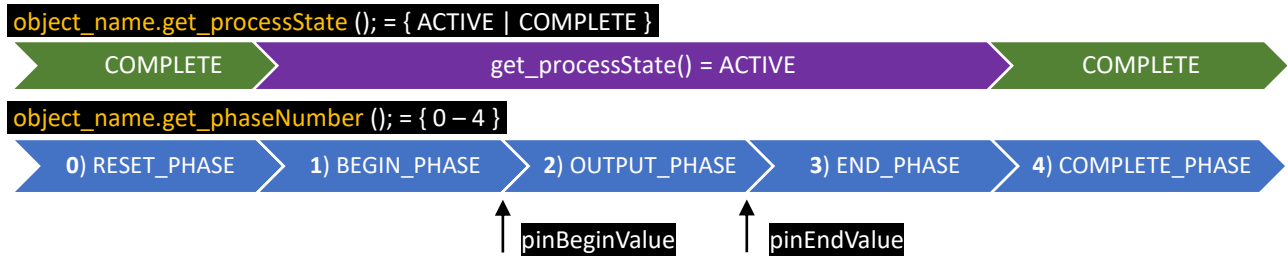 object_name.get_processState (); = { ACTIVE | COMPLETE }
COMPLETE get_processState() = ACTIVE COMPLETE
object_name.get_phaseNumber (); = { 0 – 4 }
0) RESET_PHASE 1) BEGIN_PHASE 2) OUTPUT_PHASE 3) END_PHASE 4) COMPLETE_PHASE
pinBeginValue pinEndValue